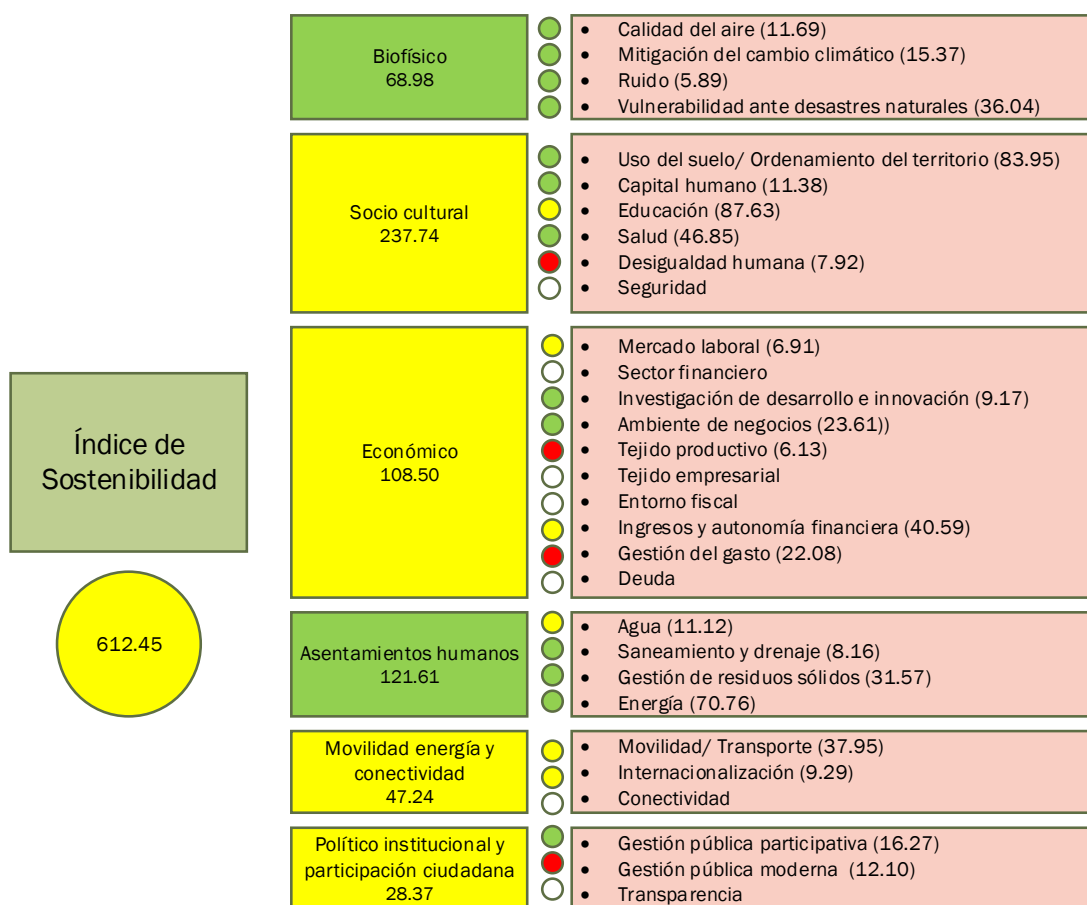 Índice de
Sostenibilidad
612.45
Biofísico
68.98
• Calidad del aire (11.69)
• Mitigación del cambio climático (15.37)
• Ruido (5.89)
• Vulnerabilidad ante desastres naturales (36.04)
Socio cultural
237.74
• Uso del suelo/ Ordenamiento del territorio (83.95)
• Capital humano (11.38)
• Educación (87.63)
• Salud (46.85)
• Desigualdad humana (7.92)
• Seguridad
Económico
108.50
• Mercado laboral (6.91)
• Sector financiero
• Investigación de desarrollo e innovación (9.17)
• Ambiente de negocios (23.61))
• Tejido productivo (6.13)
• Tejido empresarial
• Entorno fiscal
• Ingresos y autonomía financiera (40.59)
• Gestión del gasto (22.08)
• Deuda
Asentamientos humanos
121.61
• Agua (11.12)
• Saneamiento y drenaje (8.16)
• Gestión de residuos sólidos (31.57)
• Energía (70.76)
Movilidad energía y
conectividad
47.24
• Movilidad/ Transporte (37.95)
• Internacionalización (9.29)
• Conectividad
Político institucional y
participación ciudadana
28.37
• Gestión pública participativa (16.27)
• Gestión pública moderna (12.10)
• Transparencia